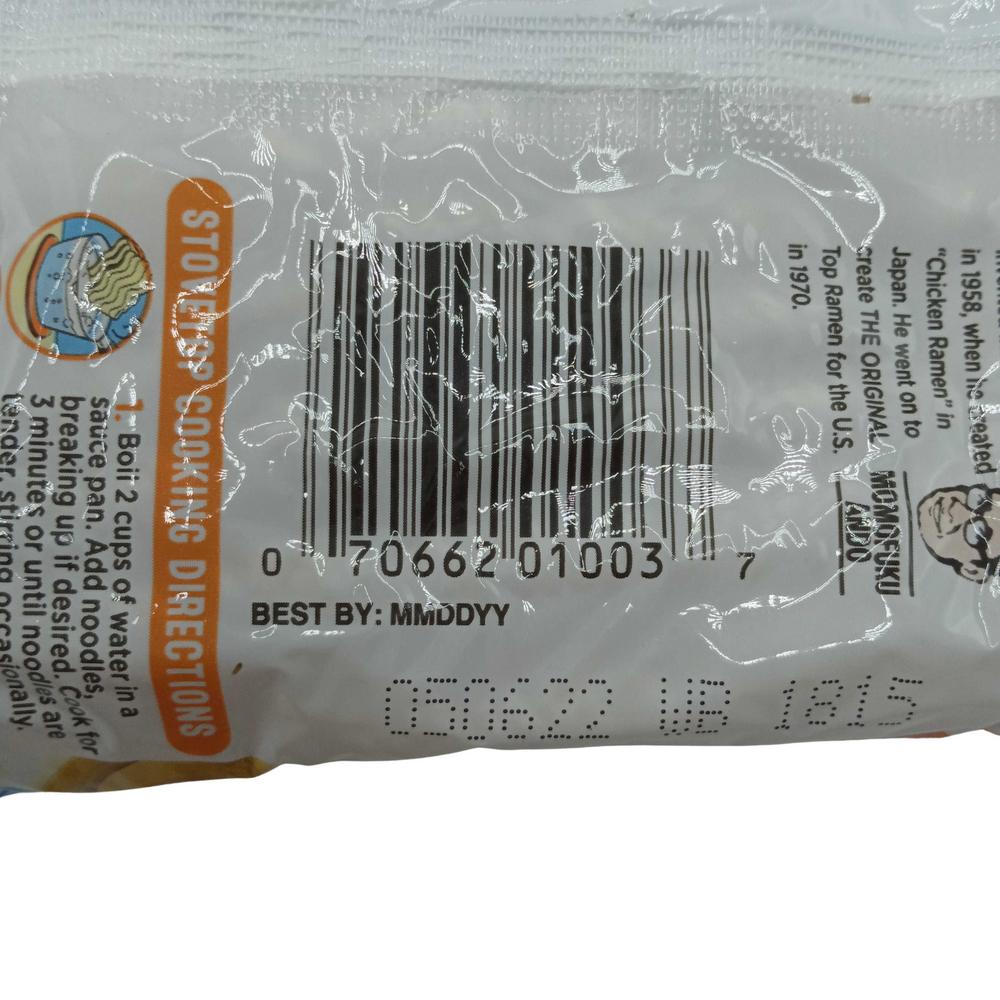 STOVETOP COOKING DIRECTIONS
1. Boil 2 cups of water in a
sauce pan. Add noodles,
breaking up if desired. Cook for
3 minutes or until noodles are
tender, stirring occasionally.
0 70662 01003 7
BEST BY: MMDDYY
050622 WB 1815
in 1958, when he created
"Chicken Ramen" in
Japan. He went on to
create THE ORIGINAL
Top Ramen for the U.S.
in 1970.
MOMOFUKU
ANDO